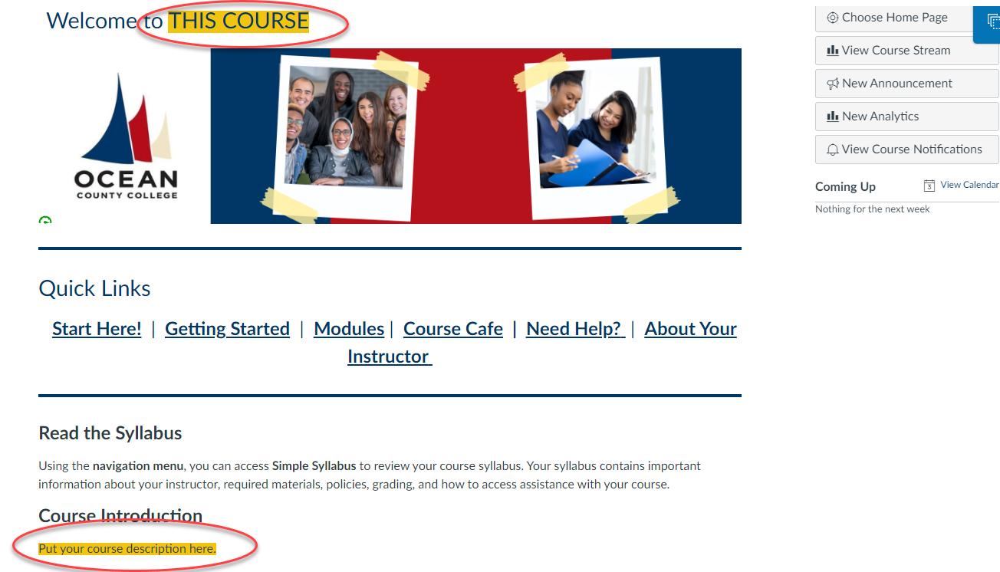 Welcome to THIS COURSE
OCEAN
COUNTY COLLEGE
Quick Links
Start Here! | Getting Started | Modules | Course Cafe | Need Help? | About Your
Instructor
Read the Syllabus
Using the navigation menu, you can access Simple Syllabus to review your course syllabus. Your syllabus contains important
information about your instructor, required materials, policies, grading, and how to access assistance with your course.
Course Introduction
Put your course description here.
Choose Home Page
View Course Stream
New Announcement
New Analytics
View Course Notifications
Coming Up
3 View Calendar
Nothing for the next week